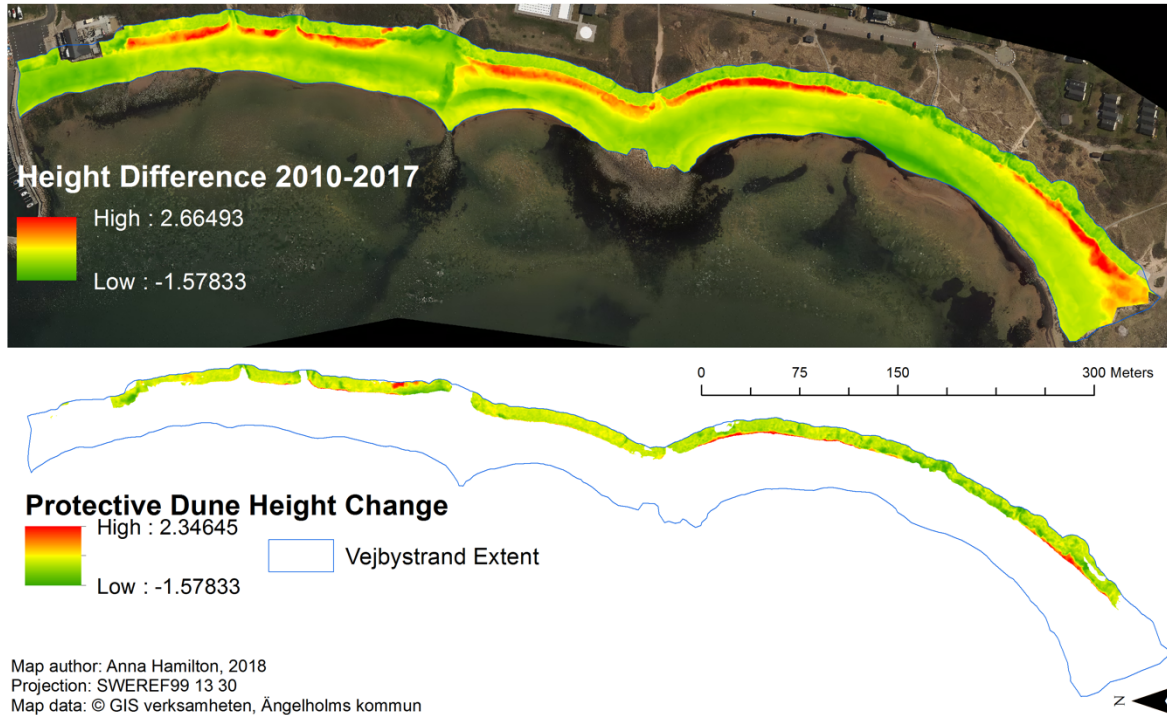 Height Difference 2010-2017
High : 2.66493
Low : -1.57833
0 75 150 300 Meters
Protective Dune Height Change
High : 2.34645
Low : -1.57833
Vejbystrand Extent
Map author: Anna Hamilton, 2018
Projection: SWEREF99 13 30
Map data: © GIS verksamheten, Ängelholms kommun
N